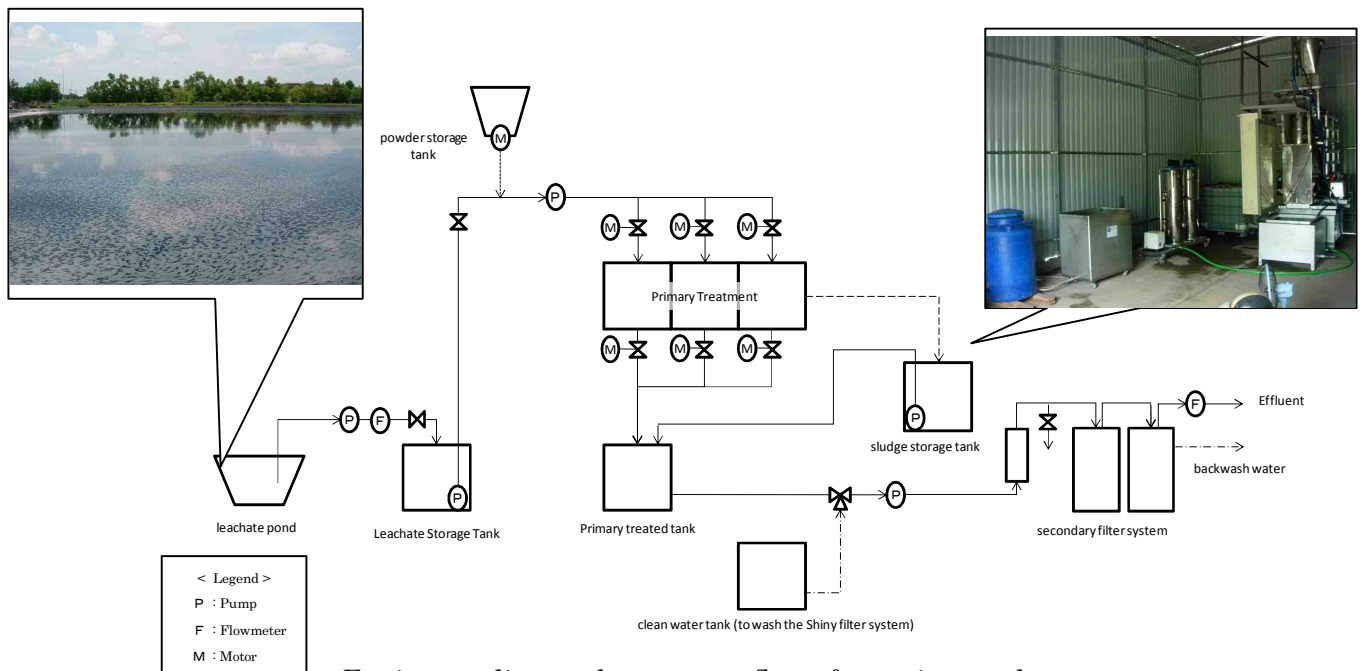 powder storage
tank
M
P
M
M
M
Primary Treatment
M
M
M
P
F
P
P
F
Effluent
backwash water
sludge storage tank
leachate pond
Leachate Storage Tank
Primary treated tank
P
secondary filter system
clean water tank (to wash the Shiny filter system)
< Legend >
P : Pump
F : Flowmeter
M : Motor